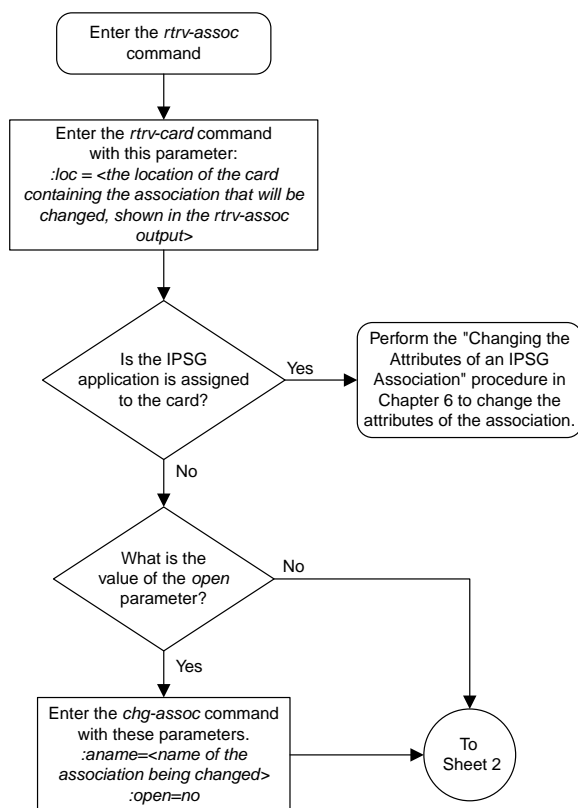 Enter the rtrv-assoc
command
Enter the rtrv-card command
with this parameter:
:loc = <the location of the card
containing the association that will be
changed, shown in the rtrv-assoc
output>
Is the IPSG
application is assigned
to the card?
Yes
Perform the "Changing the
Attributes of an IPSG
Association" procedure in
Chapter 6 to change the
attributes of the association.
No
What is the
value of the open
parameter?
No
Yes
Enter the chg-assoc command
with these parameters.
:aname=<name of the
association being changed>
:open=no
To
Sheet 2